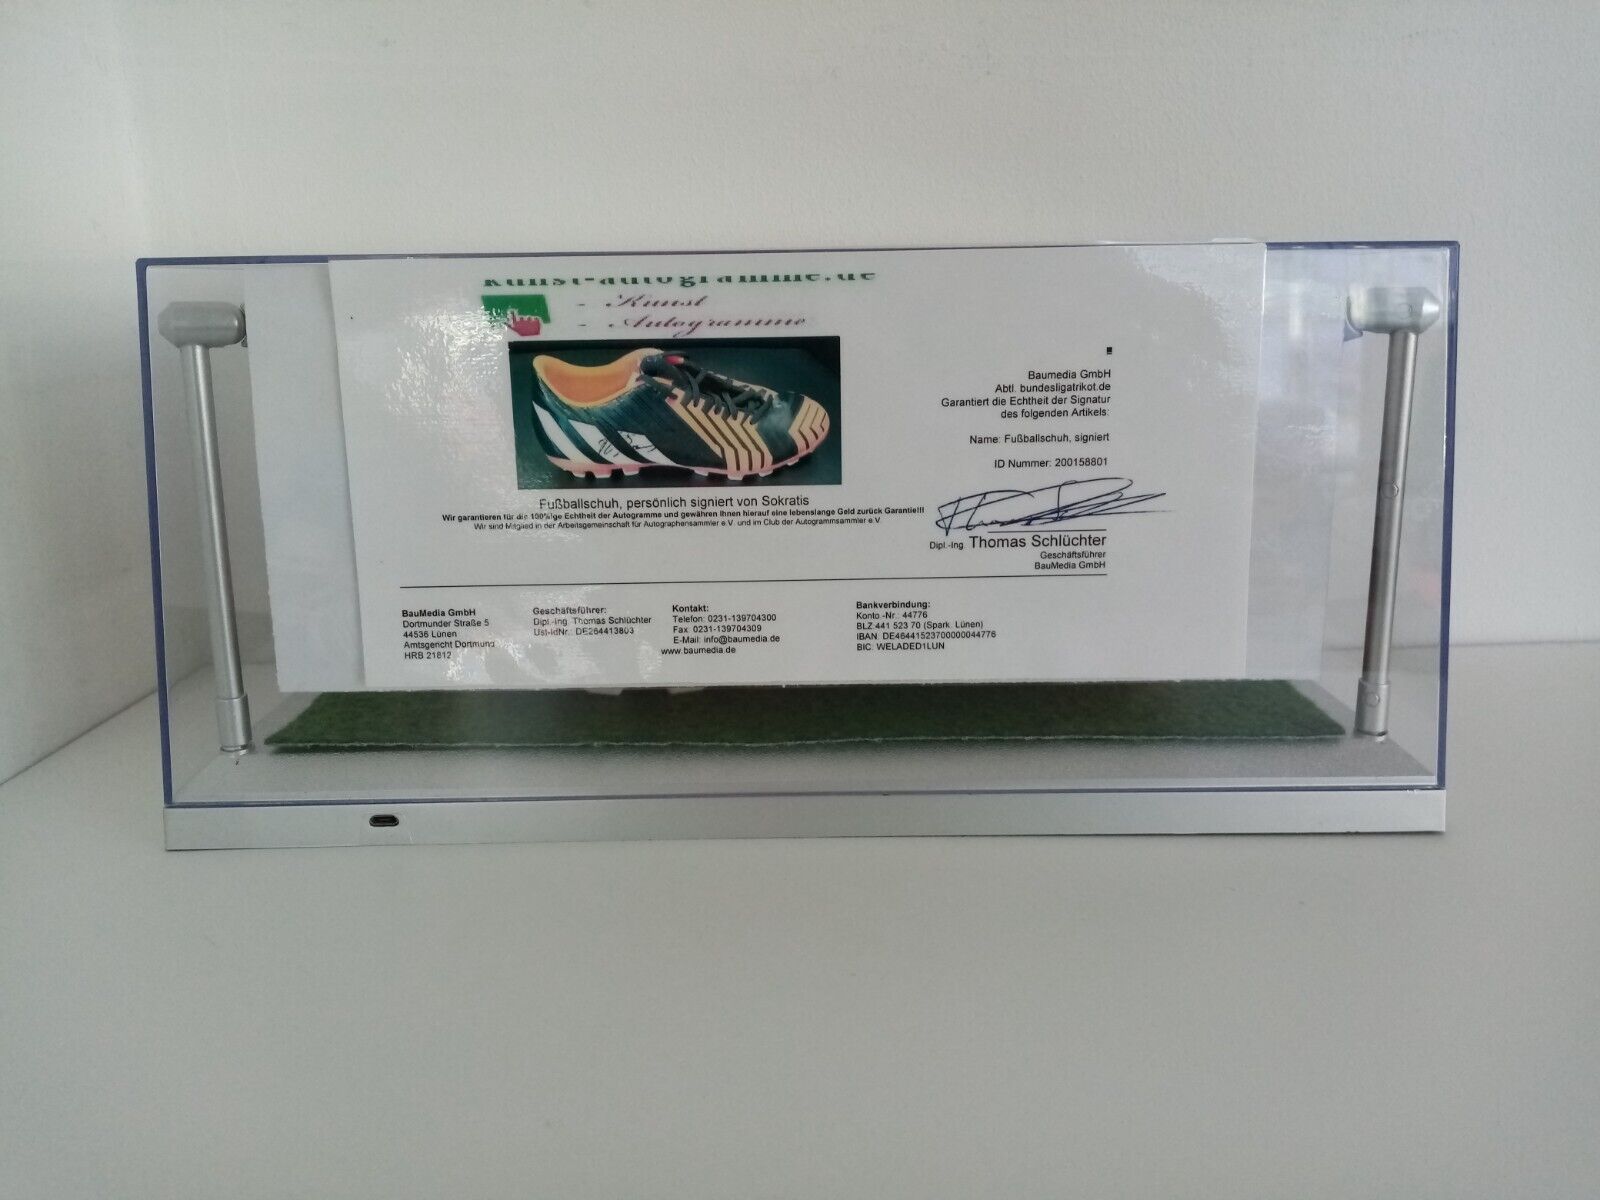 kunst-autogramme.de
- Kunst
- Autogramme
Baumedia GmbH
Abtl. bundesligatrikot.de
Garantiert die Echtheit der Signatur
des folgenden Artikels:
Name: Fußballschuh, signiert
ID Nummer: 200158801
Fußballschuh, persönlich signiert von Sokratis
Wir garantieren für die 100%ige Echtheit der Autogramme und gewähren Ihnen hierauf eine lebenslange Geld zurück Garantie!!!
Wir sind Mitglied in der Arbeitsgemeinschaft für Autographensammler e.V. und im Club der Autogrammsammler e.V.
Dipl.-Ing. Thomas Schlüchter
Geschäftsführer
BauMedia GmbH
BauMedia GmbH
Dortmunder Straße 5
44536 Lünen
Amtsgericht Dortmund
HRB 21812
Geschäftsführer:
Dipl.-Ing. Thomas Schlüchter
Ust-IdNr.: DE264413803
Kontakt:
Telefon: 0231-139704300
Fax: 0231-139704309
E-Mail: info@baumedia.de
www.baumedia.de
Bankverbindung:
Konto -Nr.: 44776
BLZ:441 523 70 (Spark. Lünen)
IBAN: DE46441523700000044776
BIC: WELADED1LUN